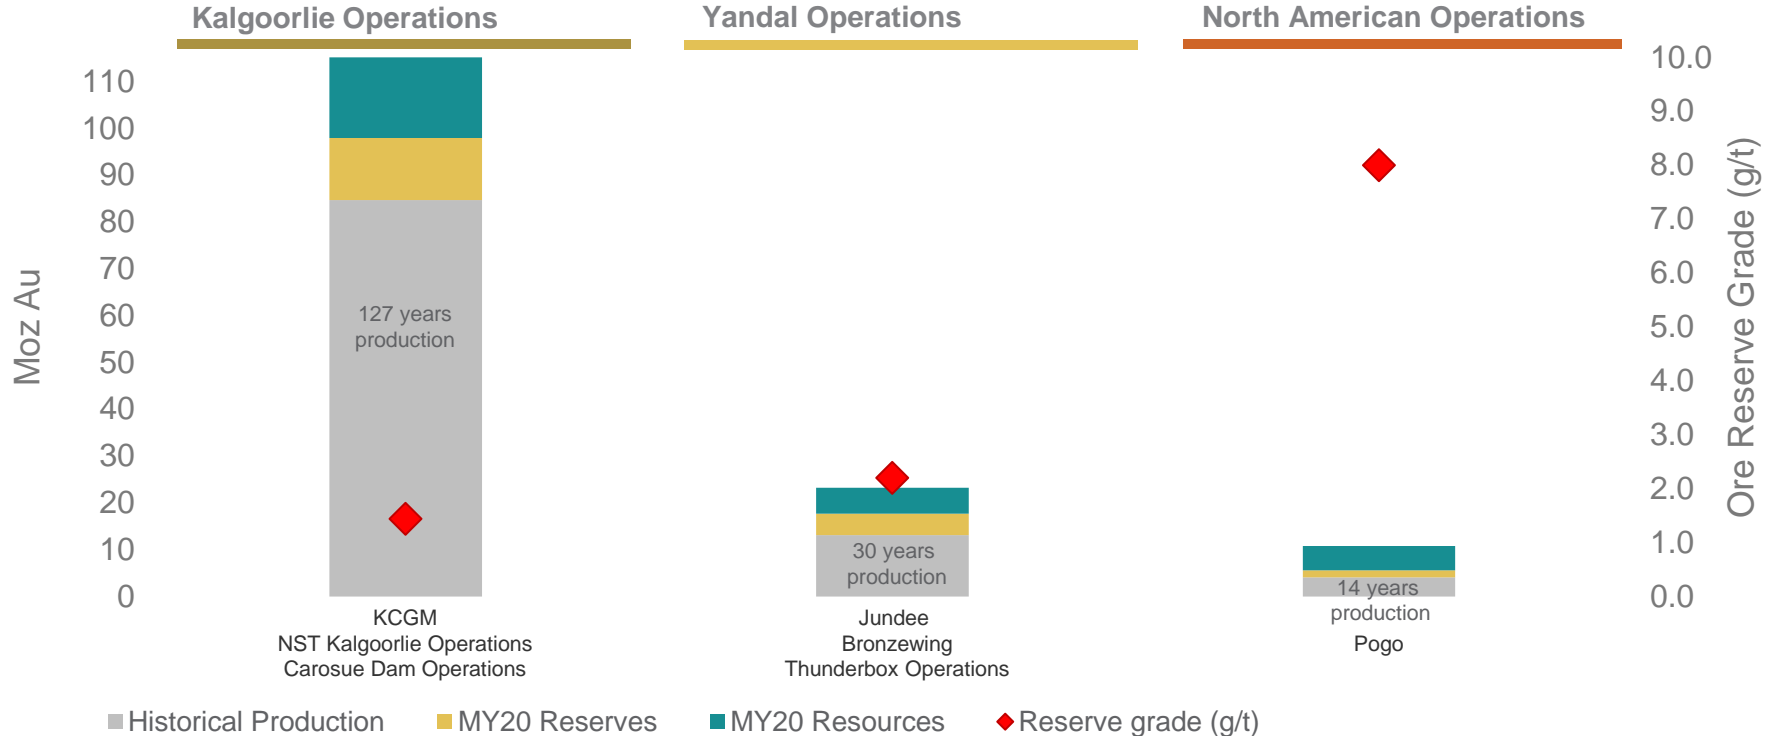 Kalgoorlie Operations
Yandal Operations
North American Operations
Moz Au
110
100
90
80
70
60
50
40
30
20
10
0
127 years
production
30 years
production
14 years
production
10.0
9.0
8.0
7.0
6.0
5.0
4.0
3.0
2.0
1.0
0.0
Ore Reserve Grade (g/t)
KCGM
NST Kalgoorlie Operations
Carosue Dam Operations
Jundee
Bronzewing
Thunderbox Operations
Pogo
Historical Production
MY20 Reserves
MY20 Resources
Reserve grade (g/t)